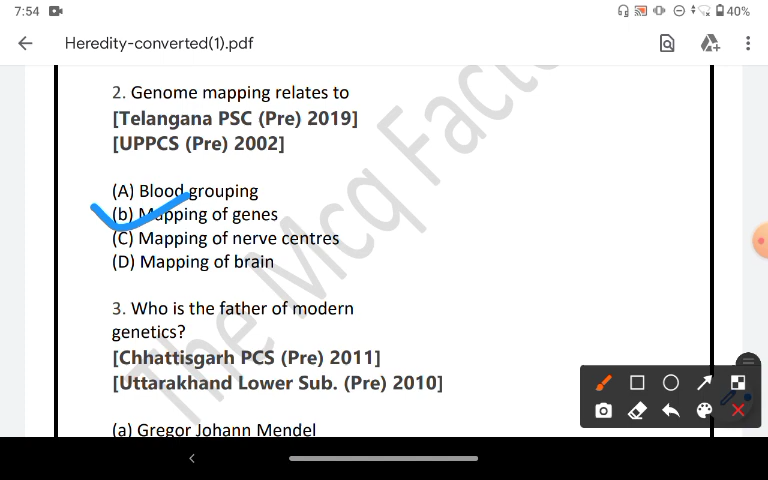 7:54
40%
Heredity-converted(1).pdf
2. Genome mapping relates to
[Telangana PSC (Pre) 2019]
[UPPCS (Pre) 2002]
(A) Blood grouping
(b) Mapping of genes
(C) Mapping of nerve centres
(D) Mapping of brain
3. Who is the father of modern
genetics?
[Chhattisgarh PCS (Pre) 2011]
[Uttarakhand Lower Sub. (Pre) 2010]
(a) Gregor Johann Mendel
The Mcq Facto